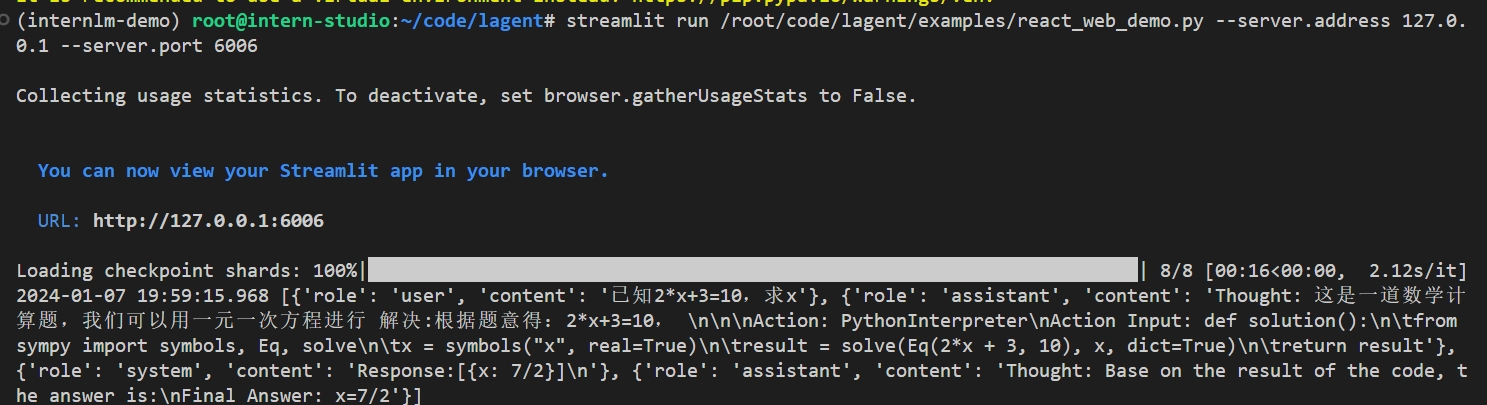 (internlm-demo) root@intern-studio:~/code/lagent# streamlit run /root/code/lagent/examples/react_web_demo.py --server.address 127.0.
0.1 --server.port 6006
Collecting usage statistics. To deactivate, set browser.gatherUsageStats to False.
You can now view your Streamlit app in your browser.
URL: http://127.0.0.1:6006
Loading checkpoint shards: 100%| | 8/8 [00:16<00:00, 2.12s/it]
2024-01-07 19:59:15.968 [{'role': 'user', 'content': '已知2*x+3=10，求x'}, {'role': 'assistant', 'content': 'Thought: 这是一道数学计
算题，我们可以用一元一次方程进行 解决:根据题意得：2*x+3=10， \n\n\nAction: PythonInterpreter\nAction Input: def solution():\n\tfrom
sympy import symbols, Eq, solve\n\tx = symbols("x", real=True)\n\tresult = solve(Eq(2*x + 3, 10), x, dict=True)\n\treturn result'},
{'role': 'system', 'content': 'Response:[{x: 7/2}]\n'}, {'role': 'assistant', 'content': 'Thought: Base on the result of the code, t
he answer is:\nFinal Answer: x=7/2'}]